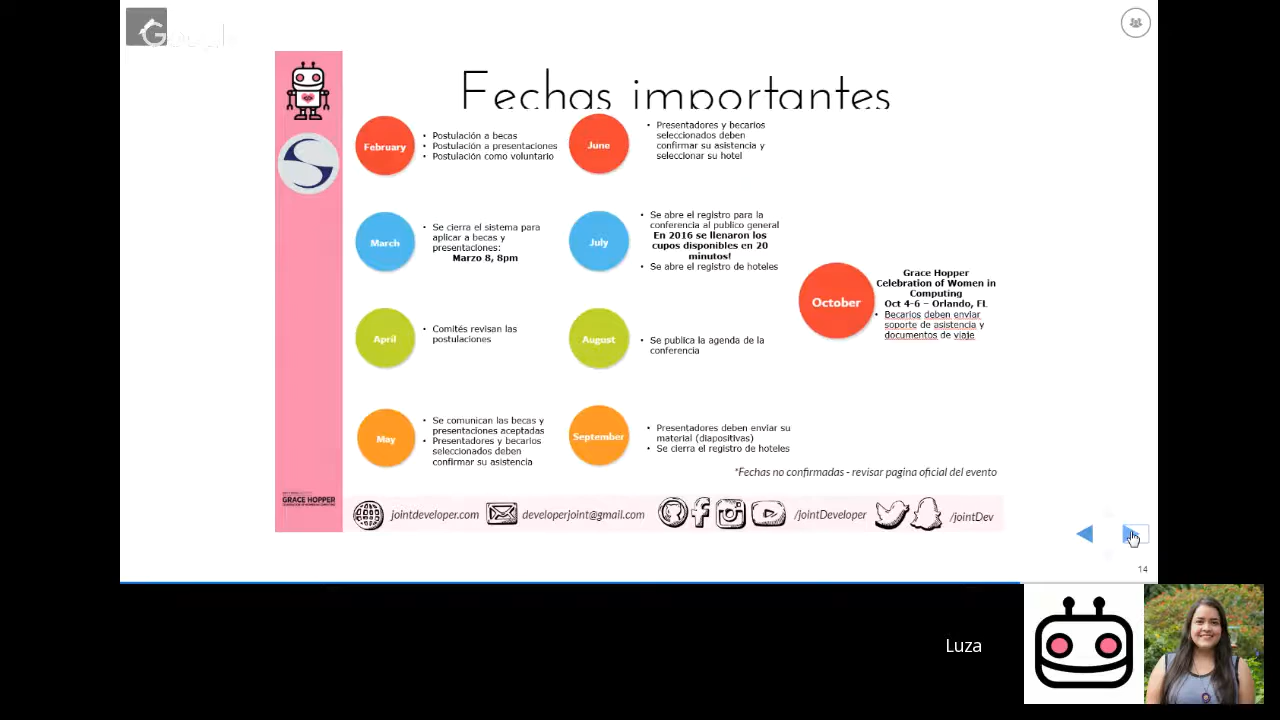 Fechas importantes
February
• Postulación a becas
• Postulación a presentaciones
• Postulación como voluntario
March
• Se cierra el sistema para
aplicar a becas y
presentaciones:
Marzo 8, 8pm
April
• Comités revisan las
postulaciones
May
• Se comunican las becas y
presentaciones aceptadas
• Presentadores y becarios
seleccionados deben
confirmar su asistencia
June
• Presentadores y becarios
seleccionados deben
confirmar su asistencia y
seleccionar su hotel
July
• Se abre el registro para la
conferencia al publico general
En 2016 se llenaron los
cupos disponibles en 20
minutos!
• Se abre el registro de hoteles
August
• Se publica la agenda de la
conferencia
September
• Presentadores deben enviar su
material (diapositivas)
• Se cierra el registro de hoteles
October
Grace Hopper
Celebration of Women in
Computing
Oct 4-6 – Orlando, FL
• Becarios deben enviar
soporte de asistencia y
documentos de viaje
*Fechas no confirmadas - revisar pagina oficial del evento
GRACE HOPPER
jointdeveloper.com
developerjoint@gmail.com
/jointDeveloper
/jointDev
14
Luza